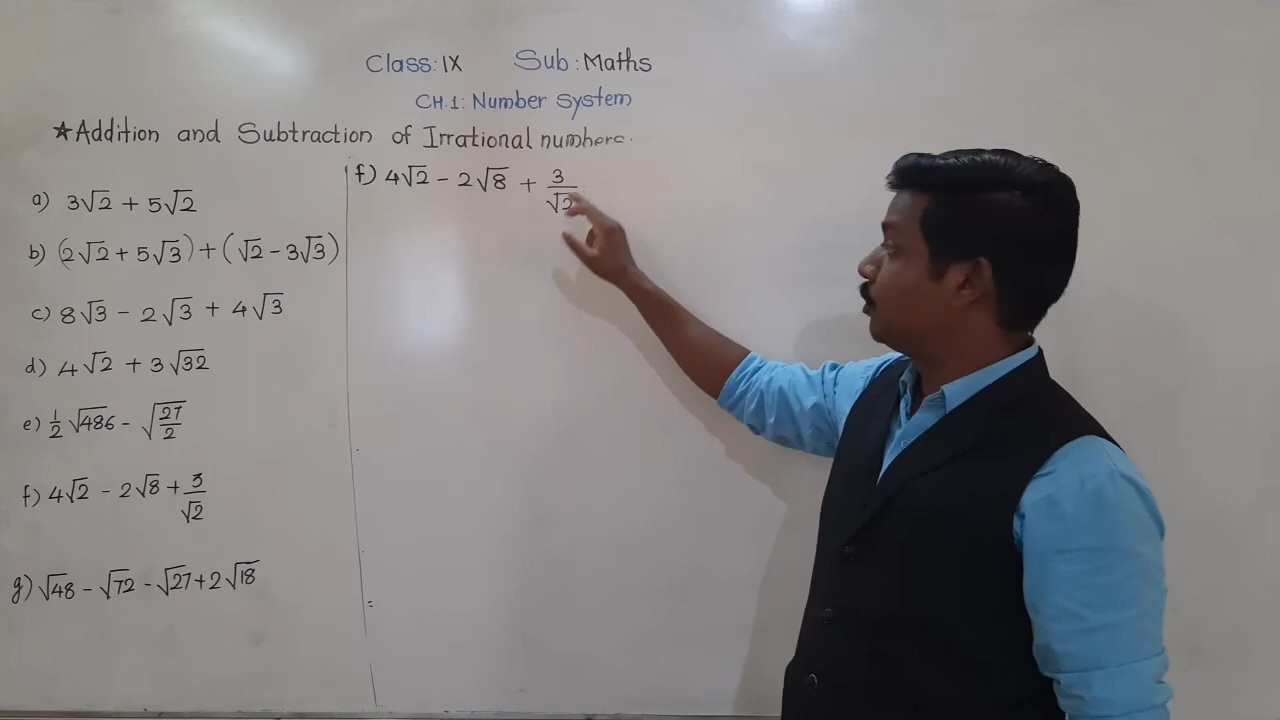 Class: IX Sub: Maths
CH.1: Number system
★Addition and Subtraction of Irrational numbers.
a) 3√2 + 5√2
b) (2√2 + 5√3) + (√2 - 3√3)
c) 8√3 - 2√3 + 4√3
d) 4√2 + 3√32
e) 1/2 √486 - √27/2
f) 4√2 - 2√8 + 3/√2
g) √48 - √72 - √27 + 2√18
f) 4√2 - 2√8 + 3/√2